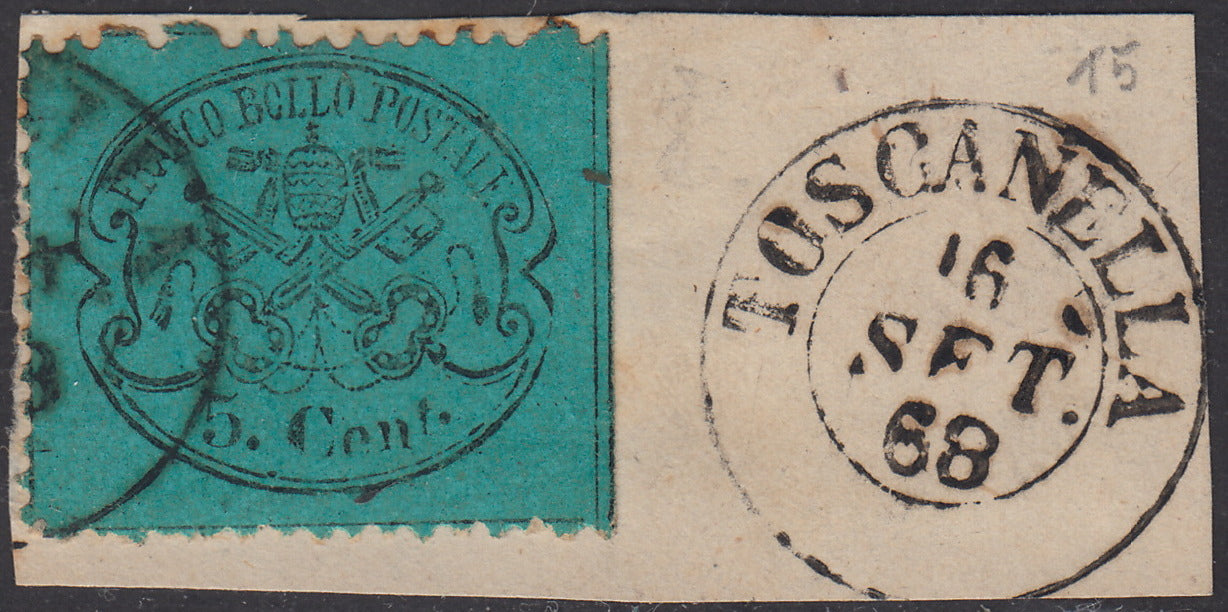 FRANCO BOLLO POSTALE
5. Cent.
15
TOSCANELLA
16
SET.
68